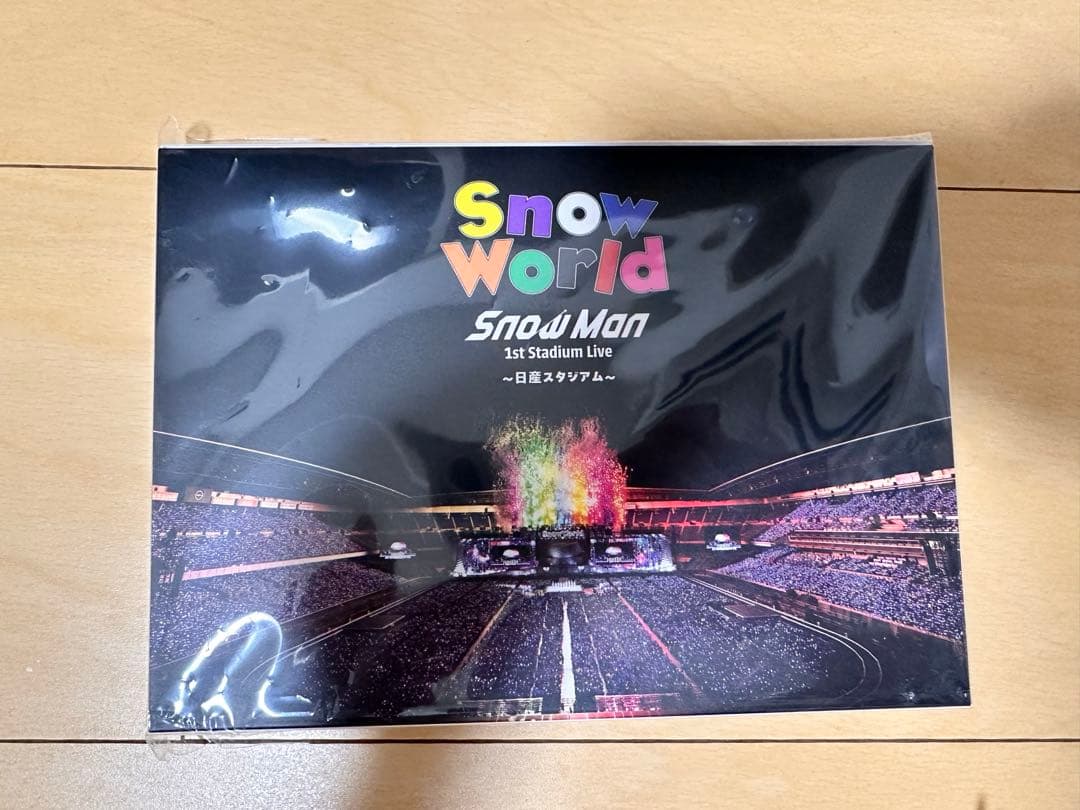 Snow
World
Snow Man
1st Stadium Live
～日産スタジアム～